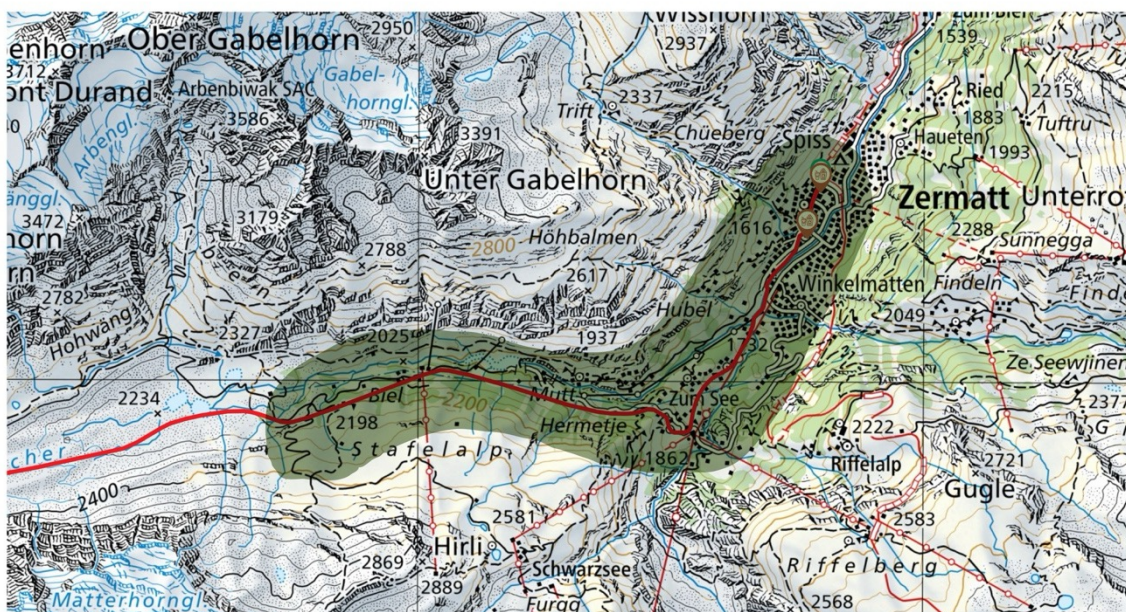 Wisshorn
zum Biel
enhorn
Ober Gabelhorn
2950
2937
1539
3712
Gabel-
horngl.
Ried
2215
ont Durand
Arbenbiwak SAC
2337
1883
Tuftru
Trift
3586
Chüeberg
Spiss
Haueten
1993
Arbengl.
3391
anggl.
Unter Gabelhorn
Zermatt
Unterro
3472
3179
1616
2288
horn
2788
2800
Höhbalmen
Sunnegga
2617
Winkelmatten
Findeln
Find
2782
Hubel
2049
Hohwäng
2327
2025
1937
Ze Seewjinen
2234
Biel
2200
Mutt
Zum See
2377
2198
Hermetje
2222
cher
Stafelalp
1862
Riffelalp
2721
2400
Gugle
2581
2583
Hirli
2869
Schwarzsee
Riffelberg
2889
Matterhorngl.
Furgg
2568